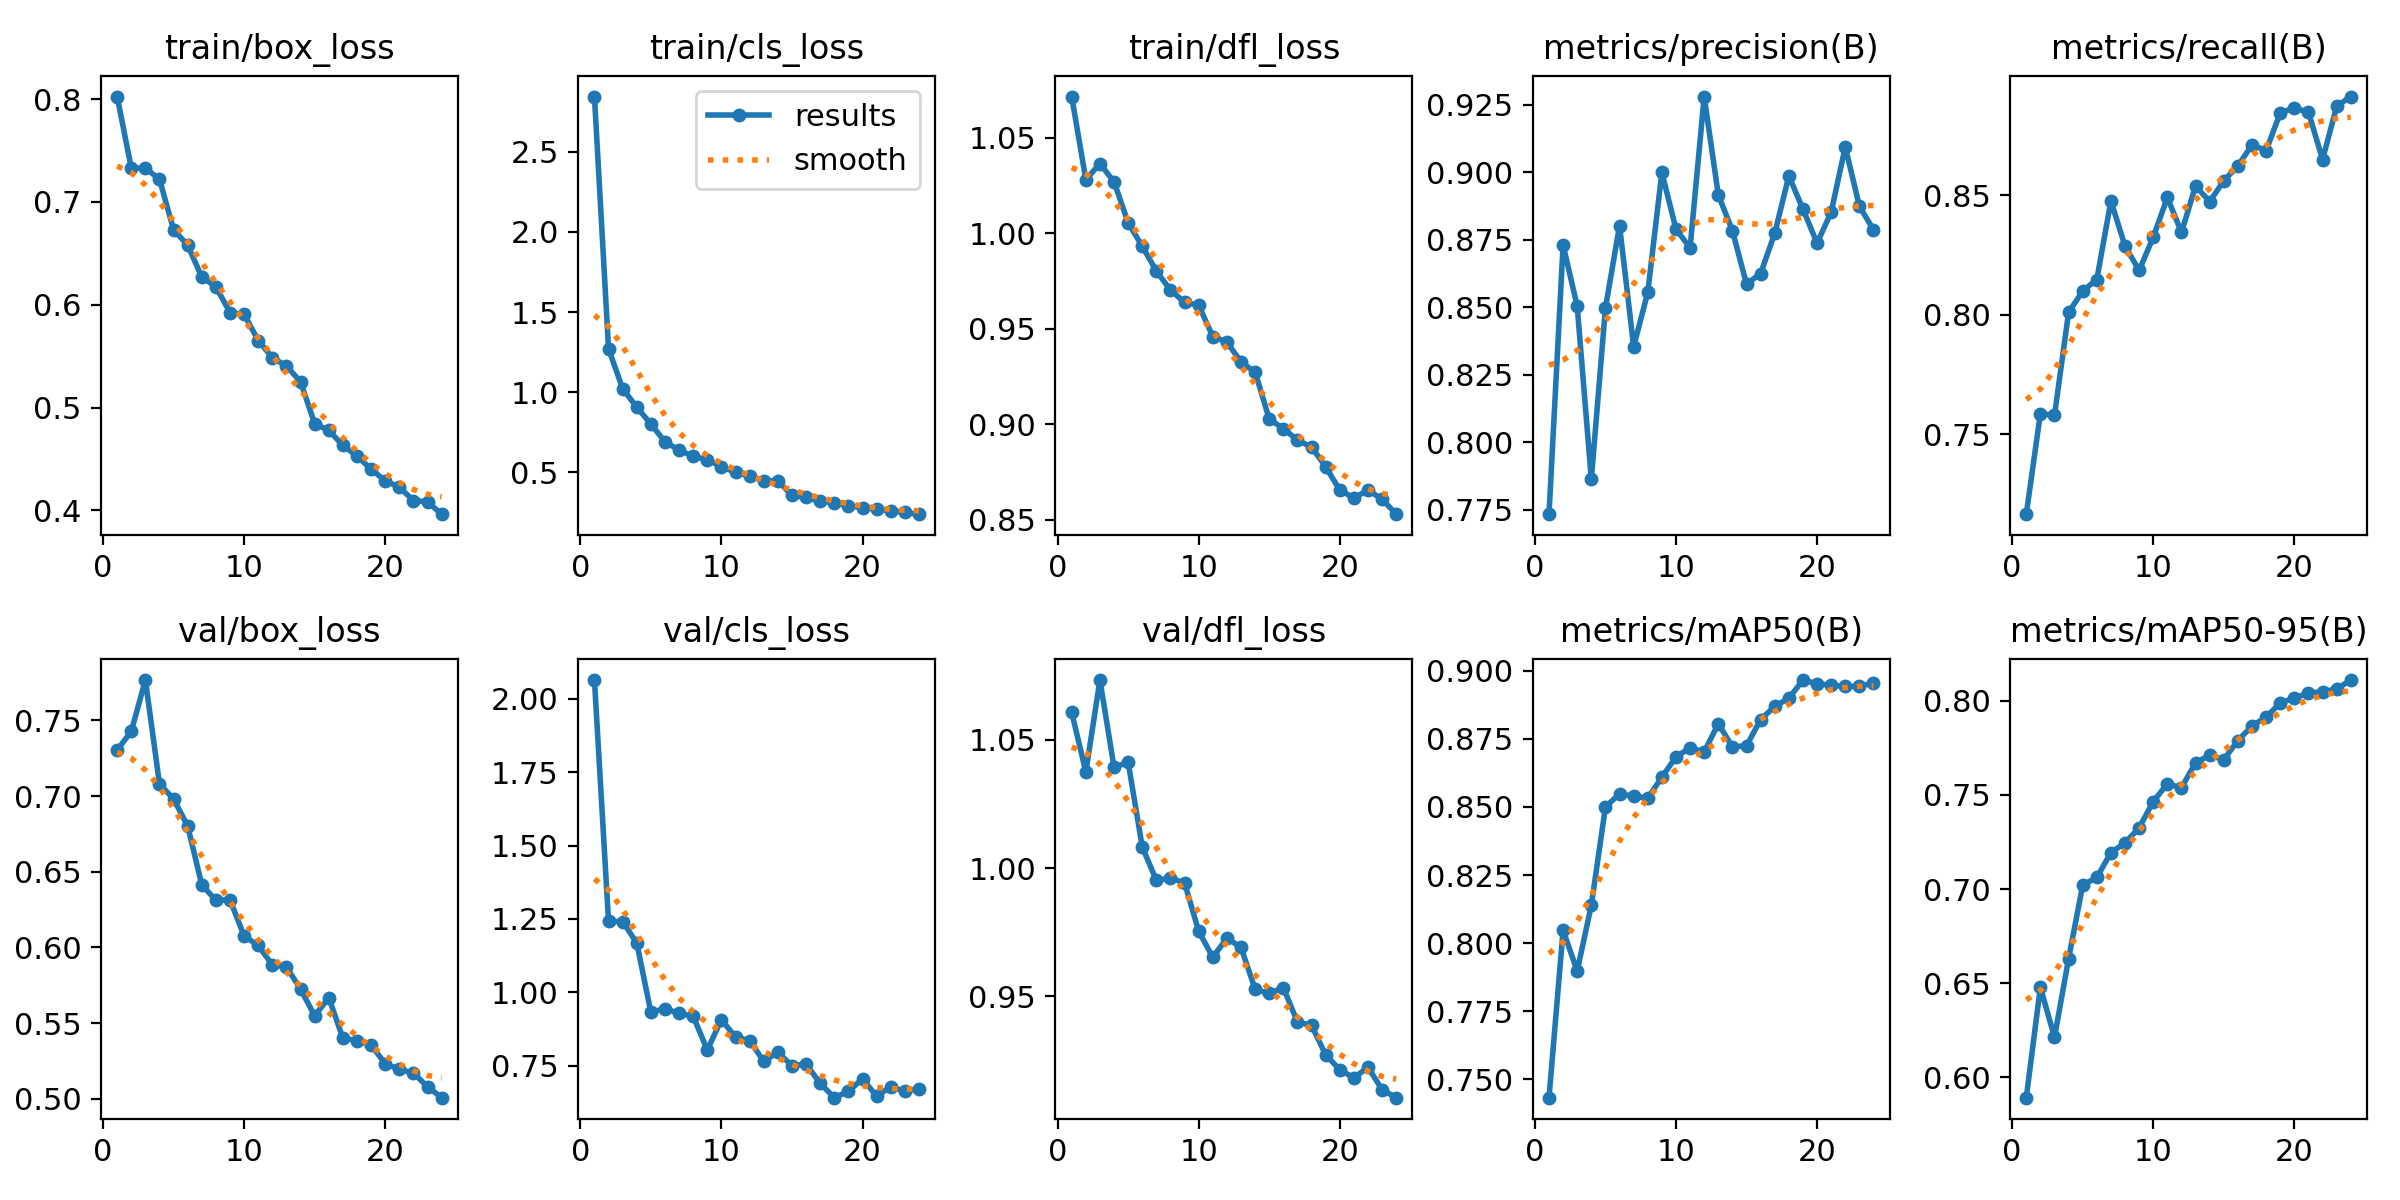 train/box_loss
0.8
0.7
0.6
0.5
0.4
0 10 20
train/cls_loss
results
smooth
2.5
2.0
1.5
1.0
0.5
0 10 20
train/dfl_loss
1.05
1.00
0.95
0.90
0.85
0 10 20
metrics/precision(B)
0.925
0.900
0.875
0.850
0.825
0.800
0.775
0 10 20
metrics/recall(B)
0.85
0.80
0.75
0 10 20
val/box_loss
0.75
0.70
0.65
0.60
0.55
0.50
0 10 20
val/cls_loss
2.00
1.75
1.50
1.25
1.00
0.75
0 10 20
val/dfl_loss
1.05
1.00
0.95
0 10 20
metrics/mAP50(B)
0.900
0.875
0.850
0.825
0.800
0.775
0.750
0 10 20
metrics/mAP50-95(B)
0.80
0.75
0.70
0.65
0.60
0 10 20